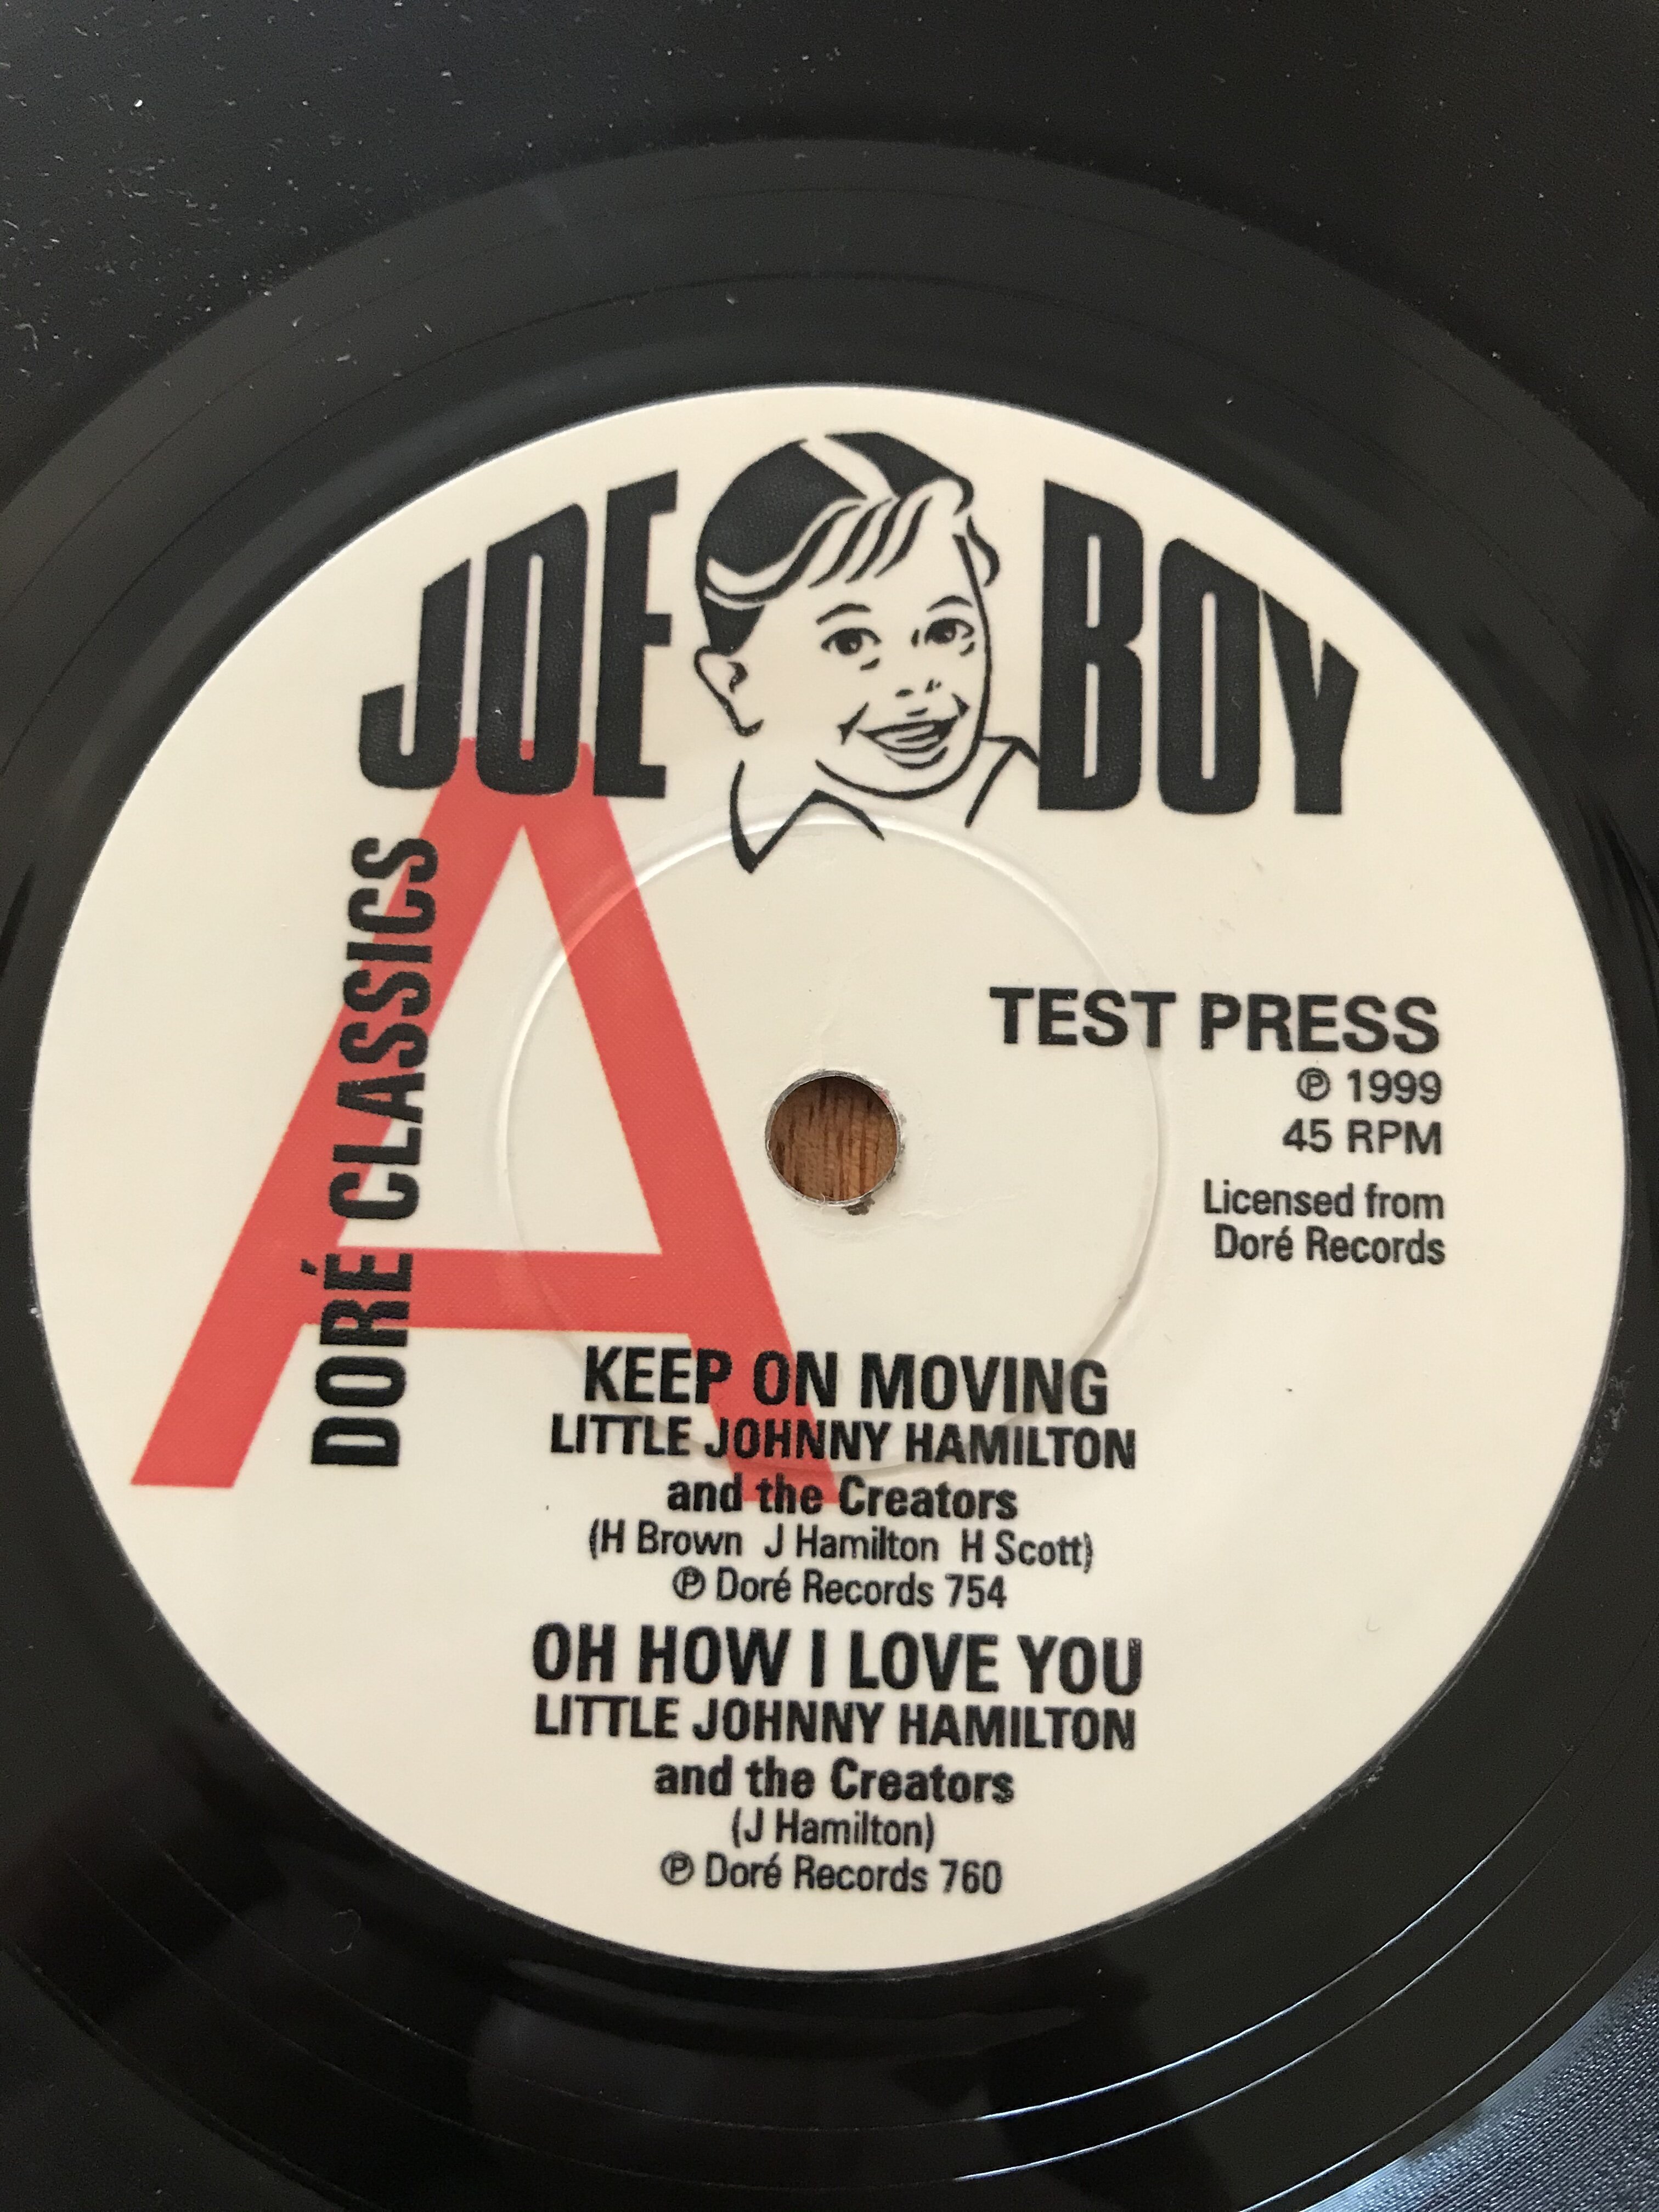 JOE BOY
A
DORÉ CLASSICS
TEST PRESS
℗ 1999
45 RPM
Licensed from
Doré Records
KEEP ON MOVING
LITTLE JOHNNY HAMILTON
and the Creators
(H Brown J Hamilton H Scott)
℗ Doré Records 754
OH HOW I LOVE YOU
LITTLE JOHNNY HAMILTON
and the Creators
(J Hamilton)
℗ Doré Records 760